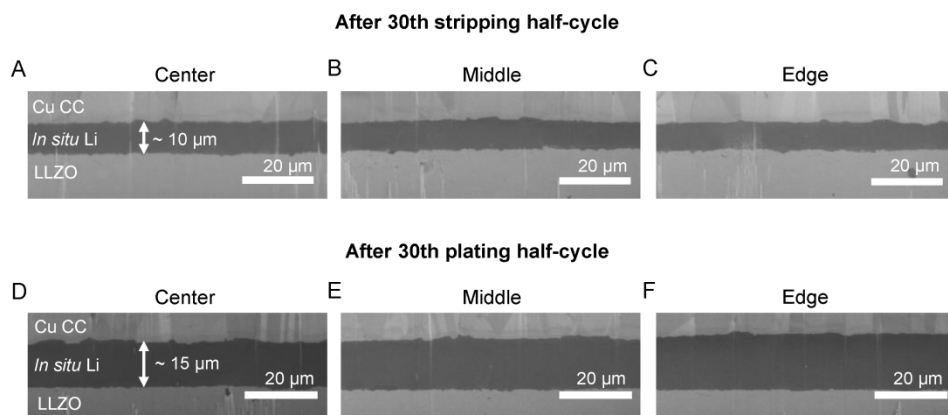 After 30th stripping half-cycle
A
Center
B
Middle
C
Edge
Cu CC
In situ Li
~ 10 μm
LLZO
20 μm
20 μm
20 μm
After 30th plating half-cycle
D
Center
E
Middle
F
Edge
Cu CC
In situ Li
~ 15 μm
LLZO
20 μm
20 μm
20 μm